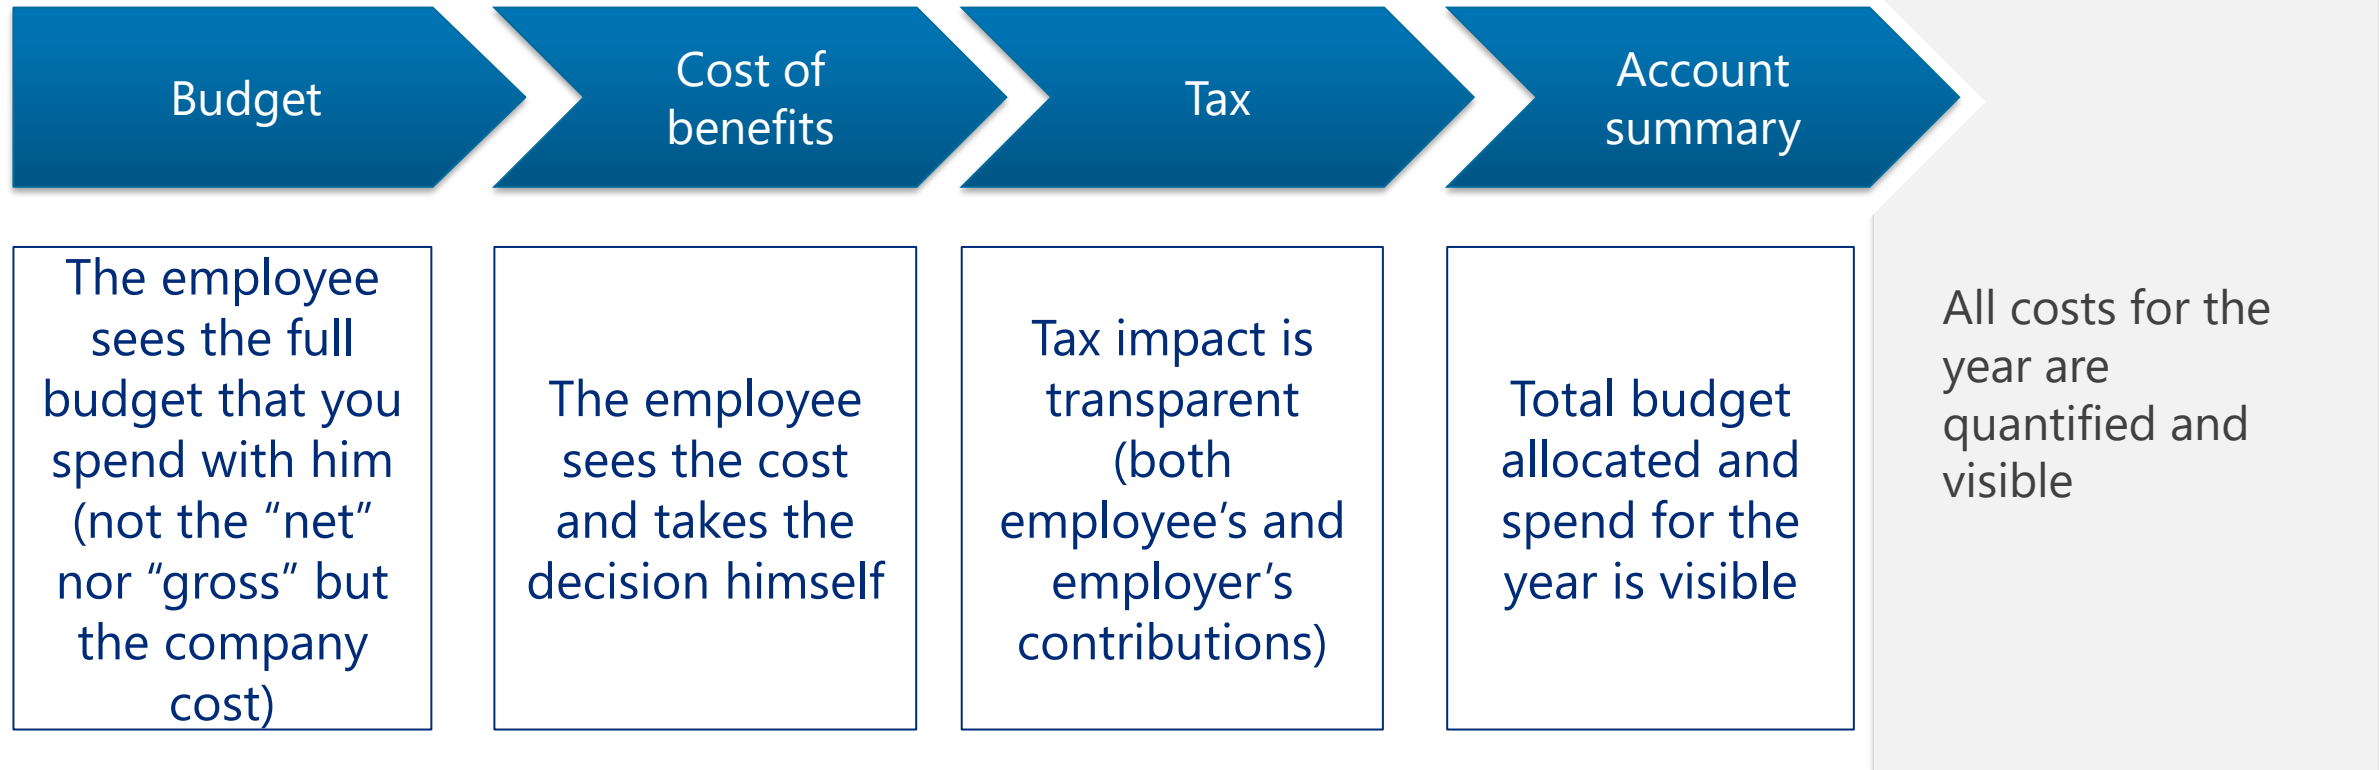 Budget
Cost of
benefits
Tax
Account
summary
The employee
sees the full
budget that you
spend with him
(not the “net”
nor “gross” but
the company
cost)
The employee
sees the cost
and takes the
decision himself
Tax impact is
transparent
(both
employee’s and
employer’s
contributions)
Total budget
allocated and
spend for the
year is visible
All costs for the
year are
quantified and
visible